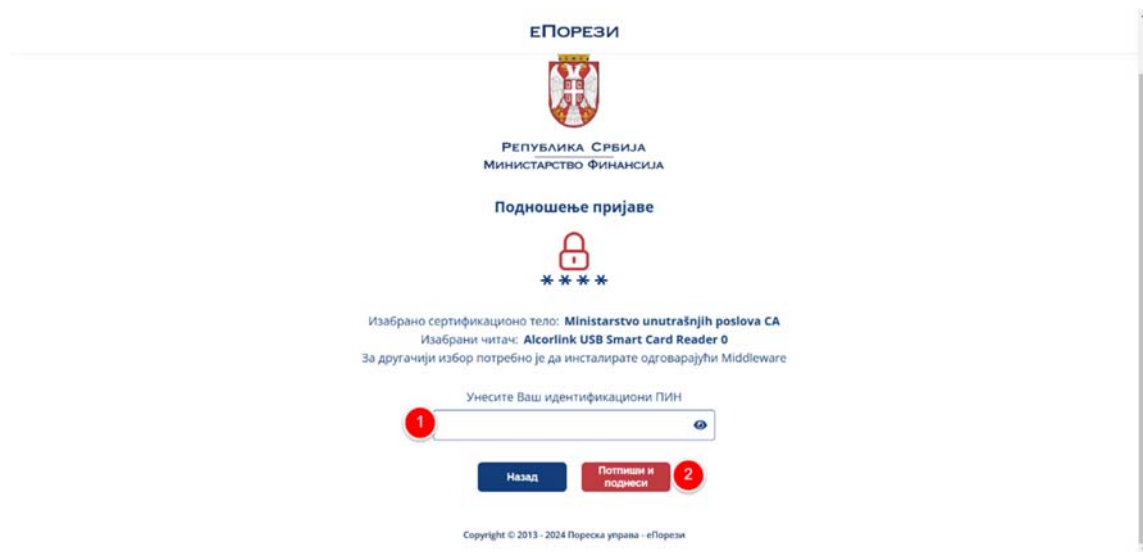 еПорези
Република Србија
Министарство Финансија
Подношење пријаве
****
Изабрано сертификационо тело: Ministarstvo unutrašnjih poslova CA
Изабрани читач: Alcorlink USB Smart Card Reader 0
За другачији избор потребно је да инсталирате одговарајући Middleware
Унесите Ваш идентификациони ПИН
1
Назад
Потпиши и
поднеси
2
Copyright © 2013 - 2024 Пореска управа - еПорези